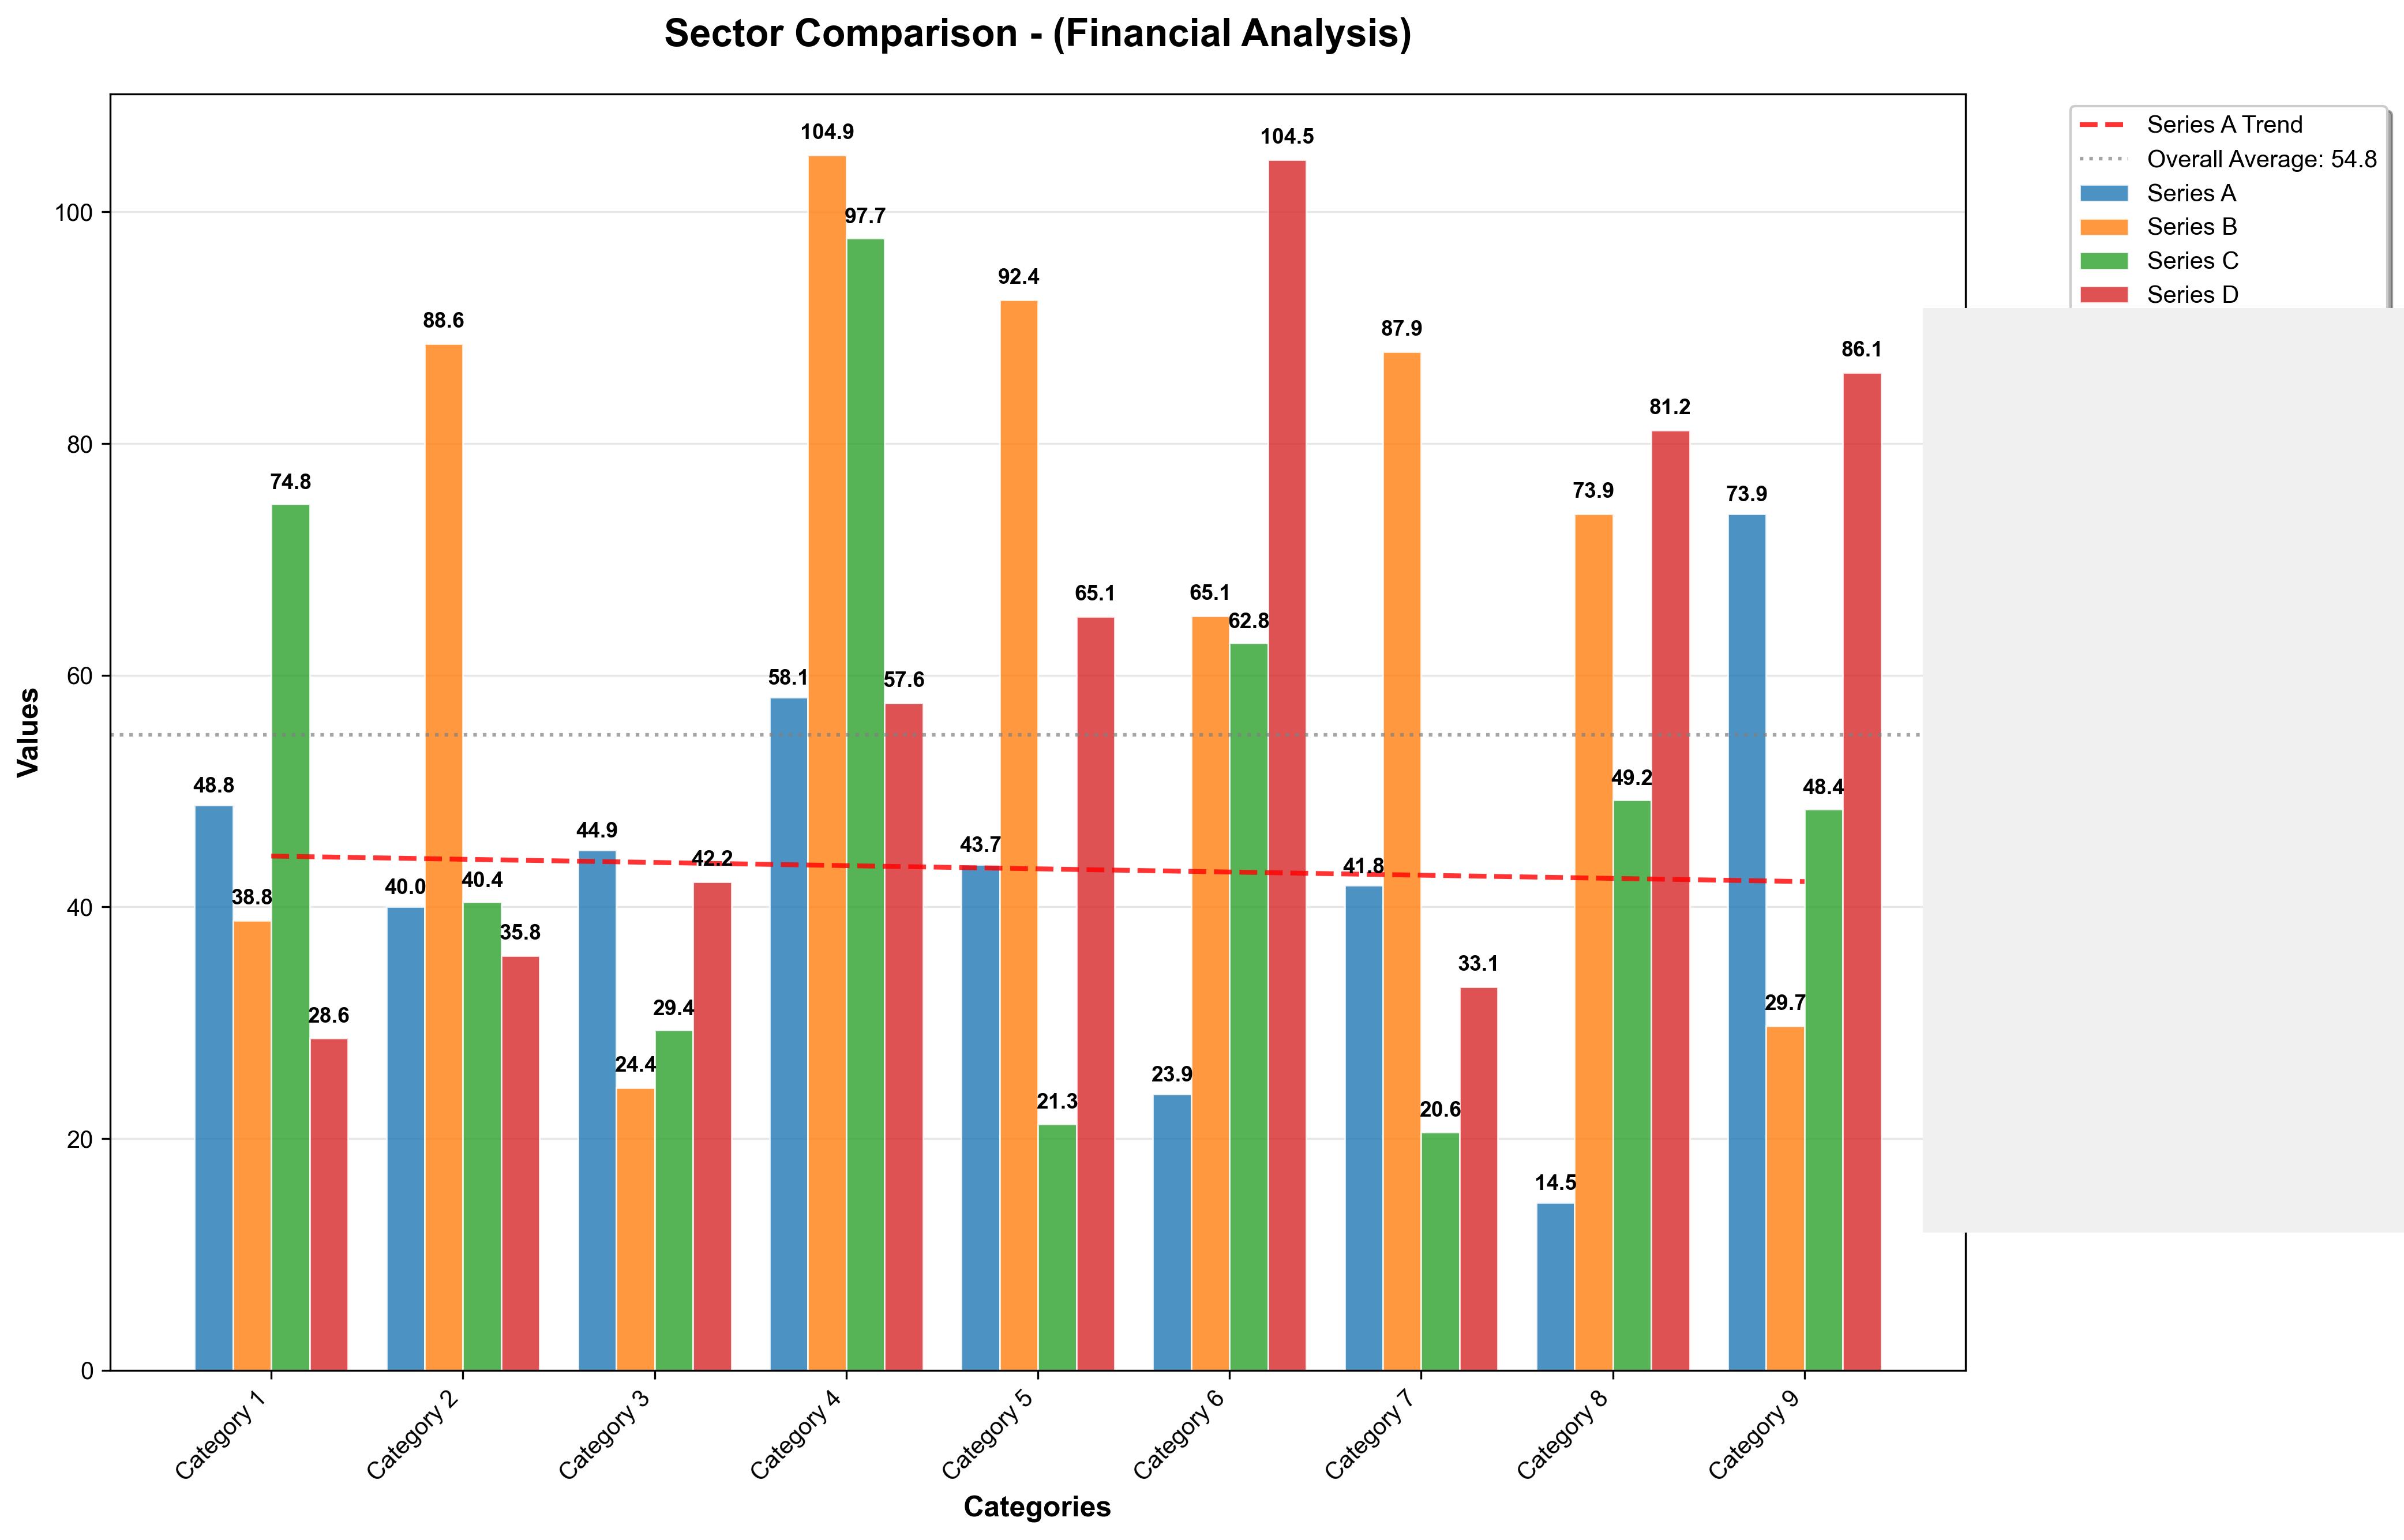 Sector Comparison - (Financial Analysis)
Series A Trend
Overall Average: 54.8
Series A
Series B
Series C
Series D
Values
100
80
60
40
20
0
48.8
38.8
74.8
28.6
40.0
88.6
40.4
35.8
44.9
24.4
29.4
42.2
58.1
104.9
97.7
57.6
43.7
92.4
21.3
65.1
23.9
65.1
62.8
104.5
41.8
87.9
20.6
33.1
14.5
73.9
49.2
81.2
73.9
29.7
48.4
86.1
Category 1
Category 2
Category 3
Category 4
Category 5
Category 6
Category 7
Category 8
Category 9
Categories